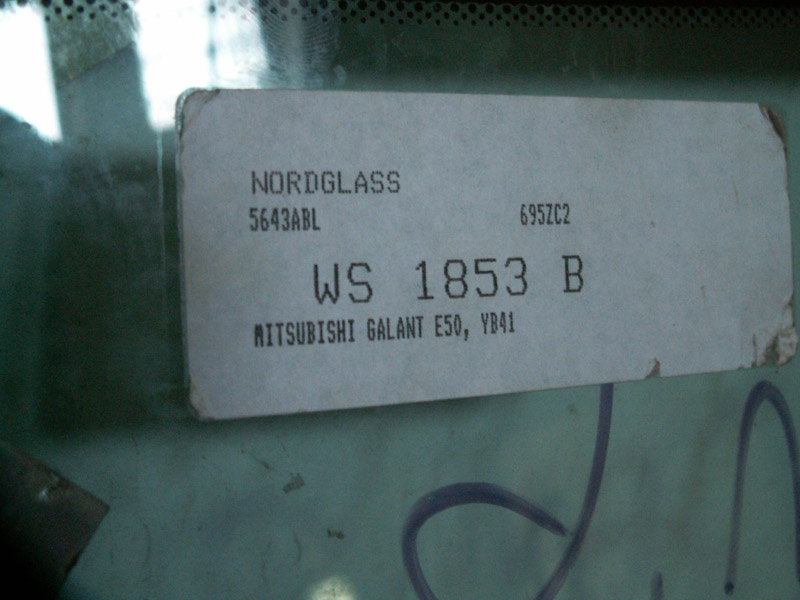 NORDGLASS
5643ABL 695ZC2
WS 1853 B
MITSUBISHI GALANT E50, YB41